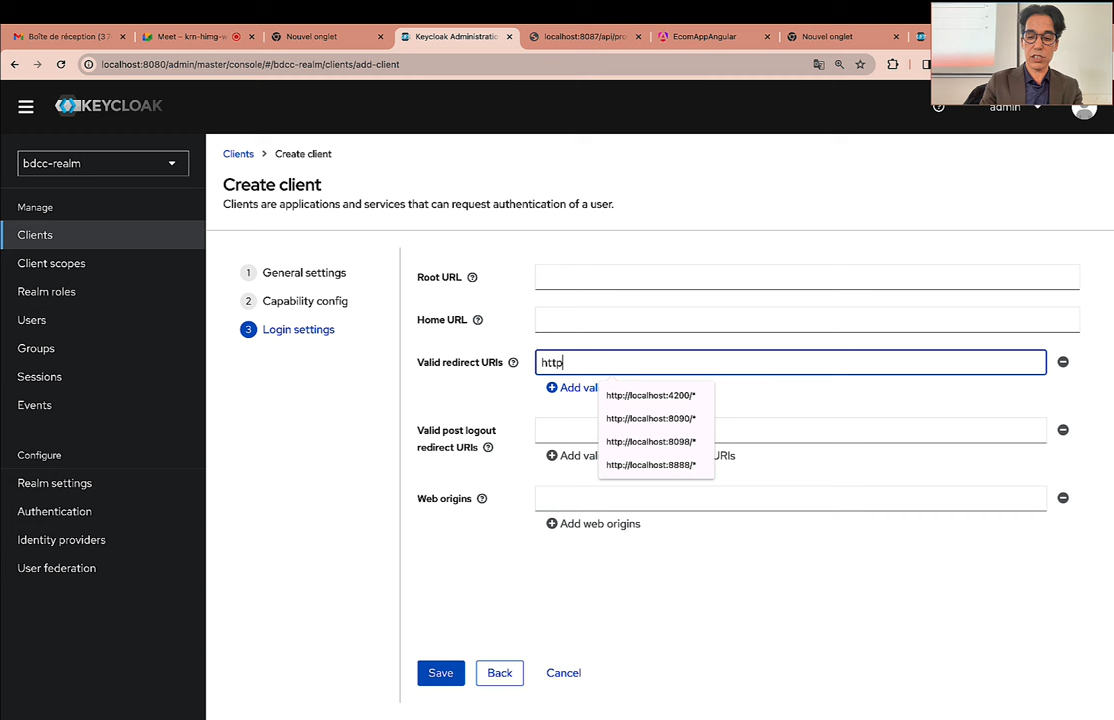 Boîte de réception (3 7
Meet – krn-himg-v
Nouvel onglet
Keycloak Administratio
localhost:8087/api/pro
EcomAppAngular
Nouvel onglet
localhost:8080/admin/master/console/#/bdcc-realm/clients/add-client
KEYCLOAK
admin
bdcc-realm
Manage
Clients
Client scopes
Realm roles
Users
Groups
Sessions
Events
Configure
Realm settings
Authentication
Identity providers
User federation
Clients > Create client
Create client
Clients are applications and services that can request authentication of a user.
1 General settings
2 Capability config
3 Login settings
Root URL
Home URL
Valid redirect URIs
http
Add val
http://localhost:4200/*
http://localhost:8090/*
http://localhost:8098/*
http://localhost:8888/*
Valid post logout
redirect URIs
Add val
URIs
Web origins
Add web origins
Save
Back
Cancel